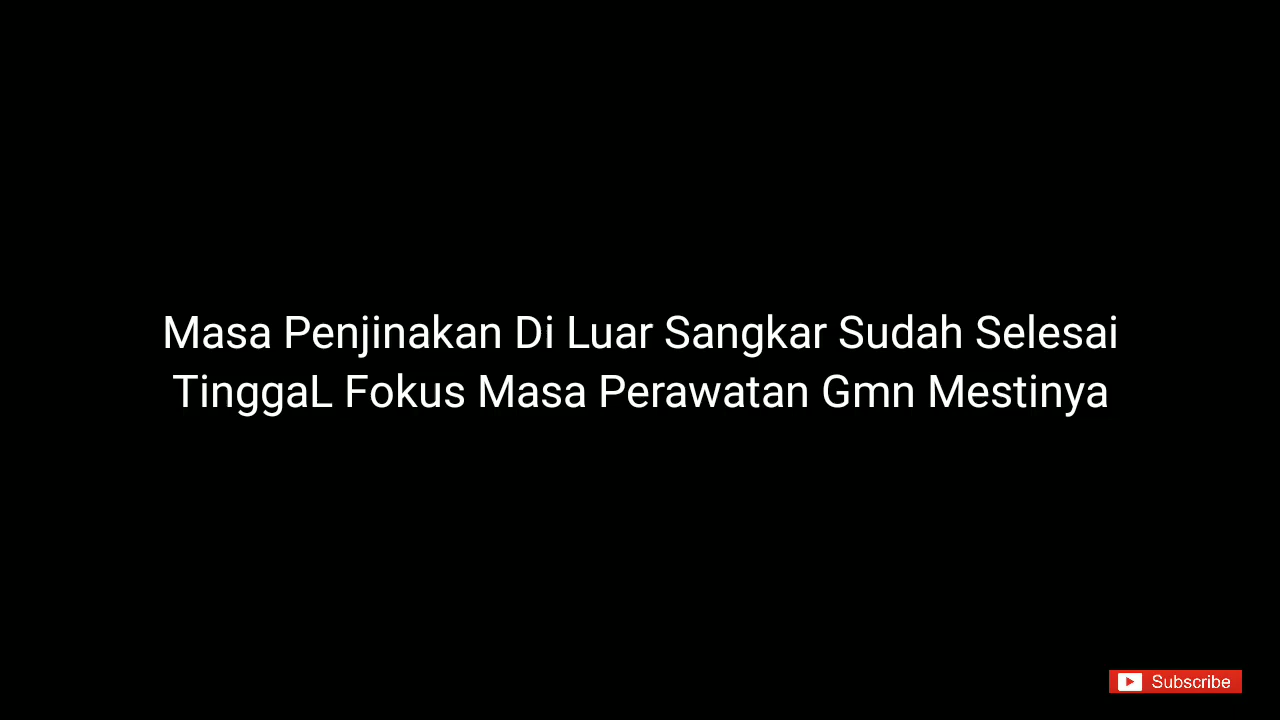 Masa Penjinakan Di Luar Sangkar Sudah Selesai
TinggaL Fokus Masa Perawatan Gmn Mestinya
Subscribe